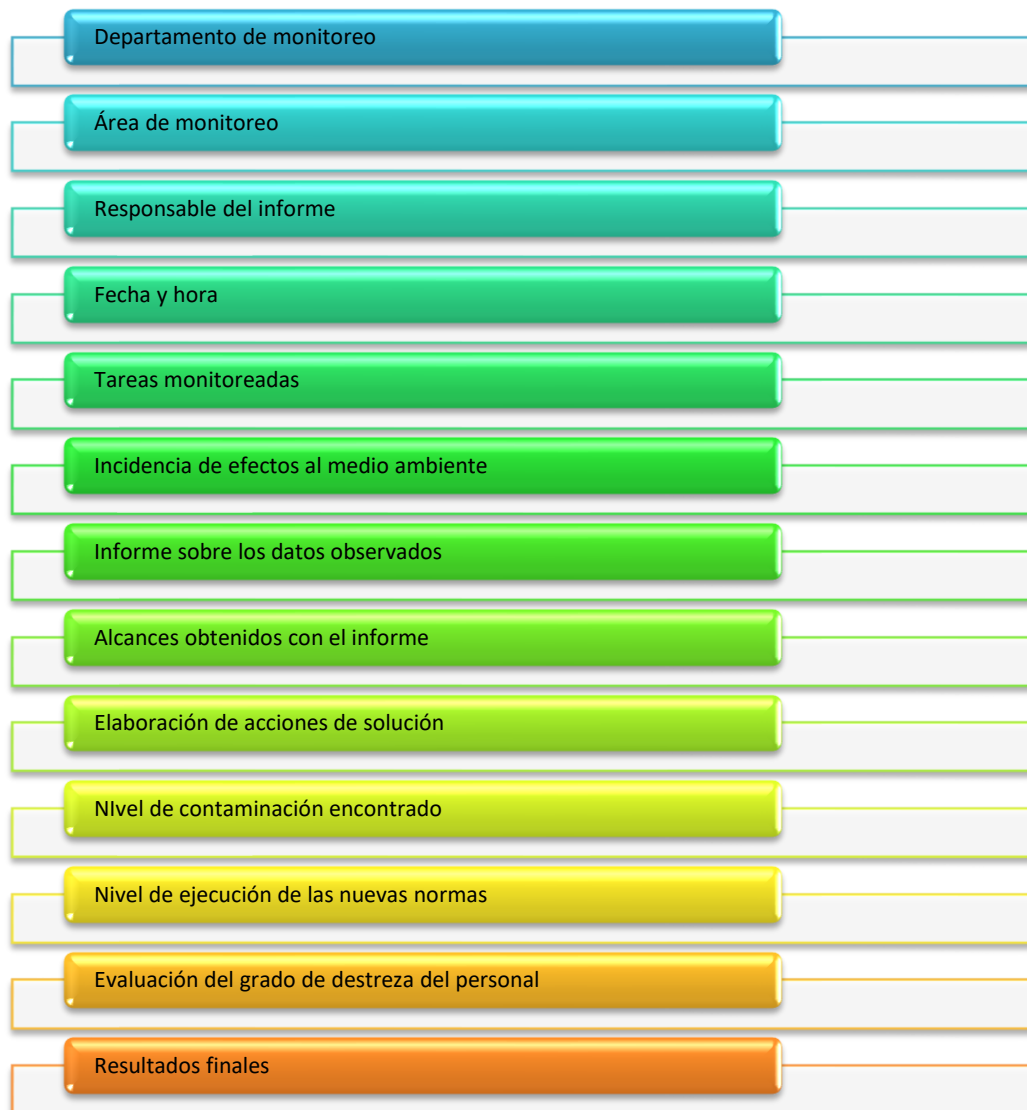 Departamento de monitoreo
Área de monitoreo
Responsable del informe
Fecha y hora
Tareas monitoreadas
Incidencia de efectos al medio ambiente
Informe sobre los datos observados
Alcances obtenidos con el informe
Elaboración de acciones de solución
NIvel de contaminación encontrado
Nivel de ejecución de las nuevas normas
Evaluación del grado de destreza del personal
Resultados finales